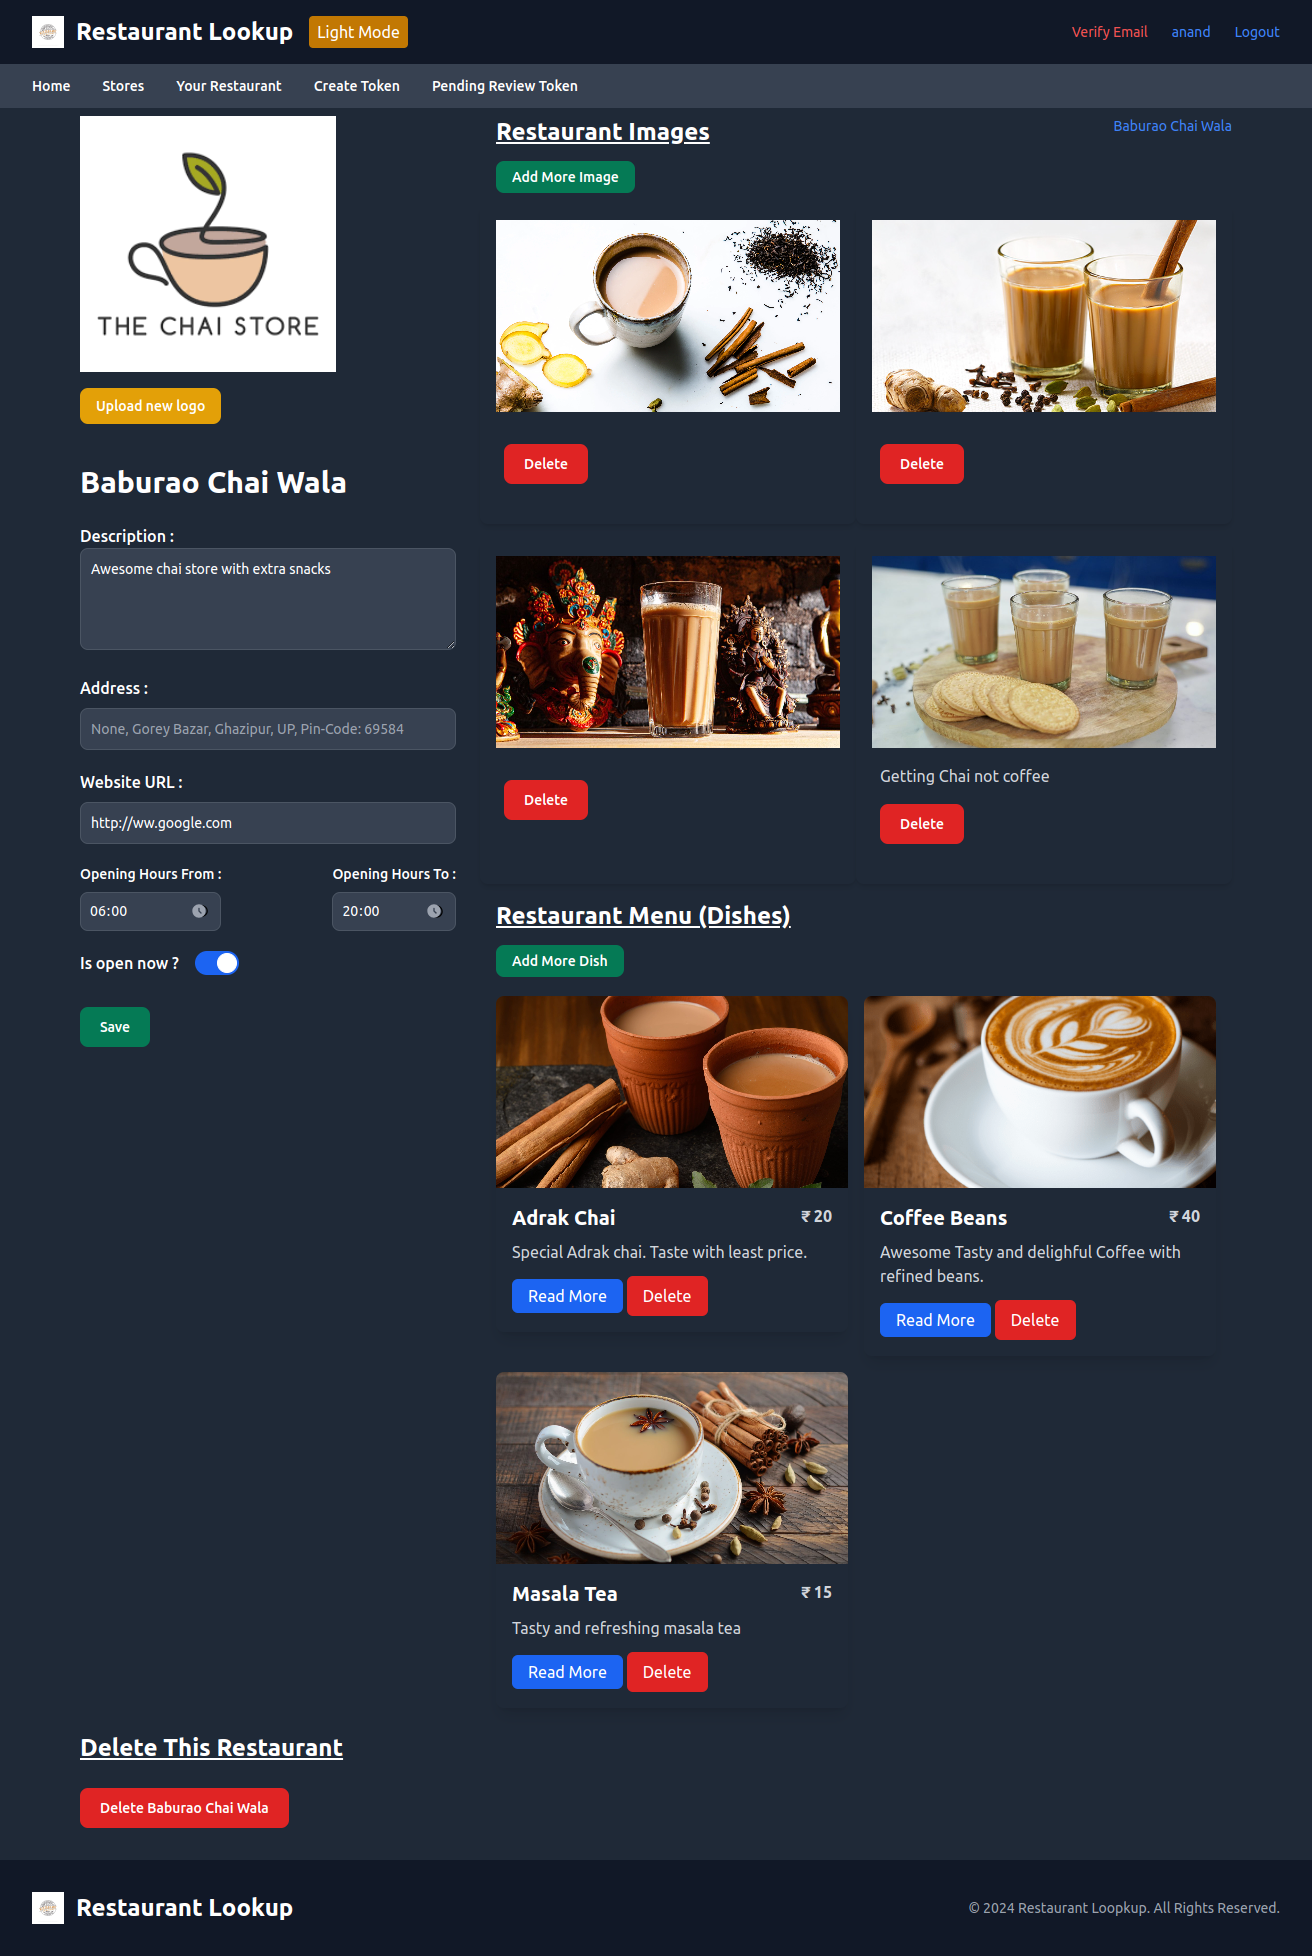 Restaurant Lookup
Light Mode
Verify Email
anand
Logout
Home
Stores
Your Restaurant
Create Token
Pending Review Token
THE CHAI STORE
Upload new logo
Baburao Chai Wala
Description :
Awesome chai store with extra snacks
Address :
None, Gorey Bazar, Ghazipur, UP, Pin-Code: 69584
Website URL :
http://ww.google.com
Opening Hours From :
Opening Hours To :
06:00
20:00
Is open now ?
Save
Restaurant Images
Baburao Chai Wala
Add More Image
Delete
Delete
Delete
Getting Chai not coffee
Delete
Restaurant Menu (Dishes)
Add More Dish
Adrak Chai
₹ 20
Special Adrak chai. Taste with least price.
Read More
Delete
Coffee Beans
₹ 40
Awesome Tasty and delighful Coffee with
refined beans.
Read More
Delete
Masala Tea
₹ 15
Tasty and refreshing masala tea
Read More
Delete
Delete This Restaurant
Delete Baburao Chai Wala
Restaurant Lookup
© 2024 Restaurant Loopkup. All Rights Reserved.